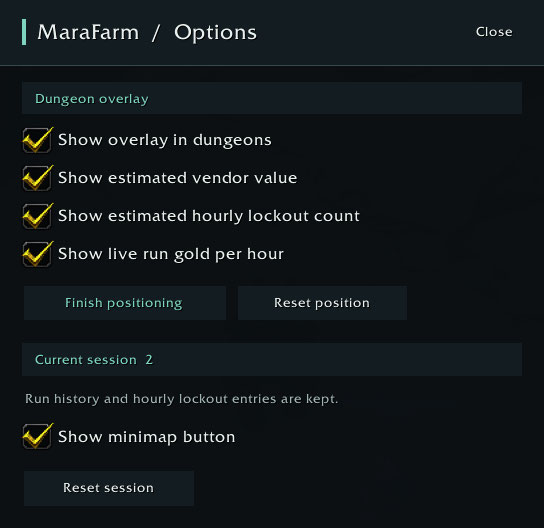 MaraFarm / Options
Close
Dungeon overlay
Show overlay in dungeons
Show estimated vendor value
Show estimated hourly lockout count
Show live run gold per hour
Finish positioning
Reset position
Current session 2
Run history and hourly lockout entries are kept.
Show minimap button
Reset session